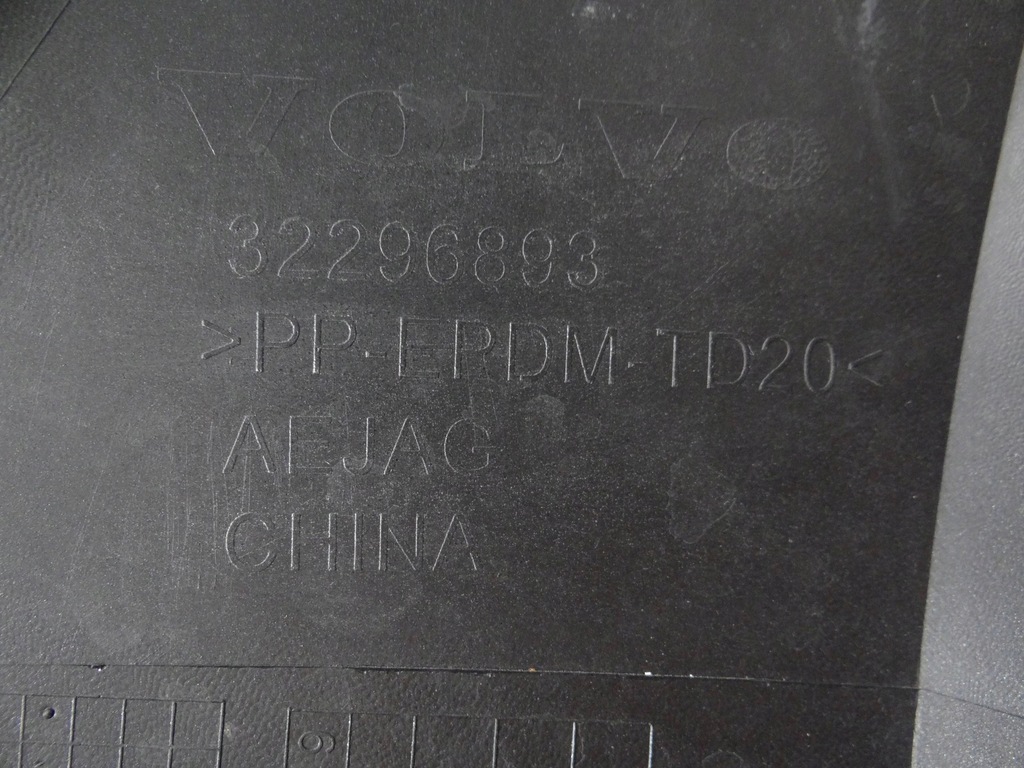 VOLVO
32296893
>PP-EPDM-TD20<
AEJAG
CHINA